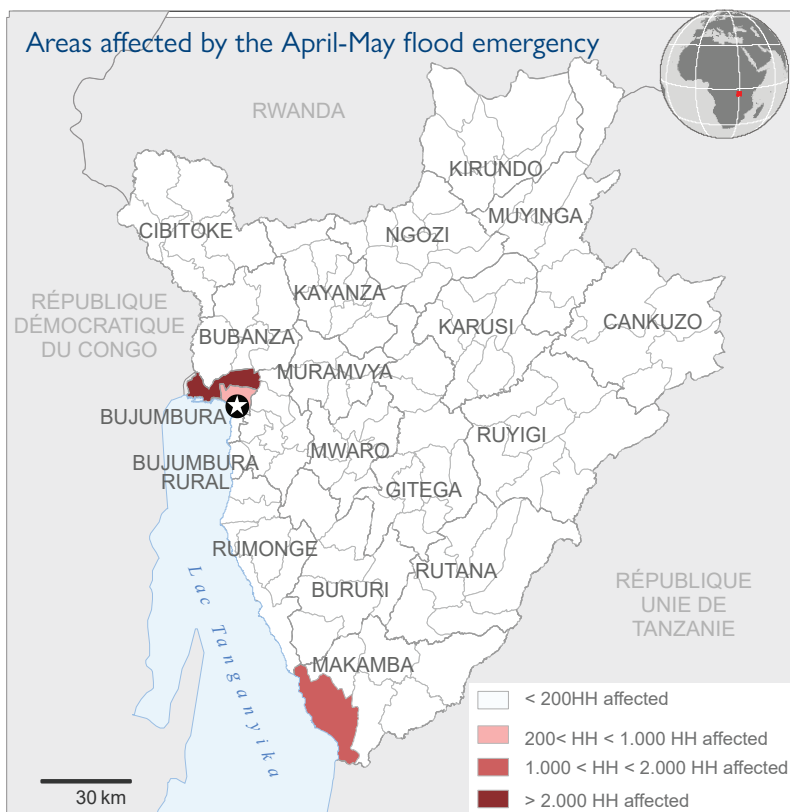 Areas affected by the April-May flood emergency
RWANDA
KIRUNDO
MUYINGA
NGOZI
CIBITOKE
KAYANZA
RÉPUBLIQUE
DÉMOCRATIQUE
DU CONGO
BUBANZA
KARUSI
CANKUZO
MURAMVYA
BUJUMBURA
RUYIGI
MWARO
BUJUMBURA
RURAL
GITEGA
RUMONGE
RUTANA
BURURI
RÉPUBLIQUE
UNIE DE
TANZANIE
Lac Tanganyika
MAKAMBA
< 200HH affected
200< HH < 1.000 HH affected
1.000 < HH < 2.000 HH affected
> 2.000 HH affected
30 km